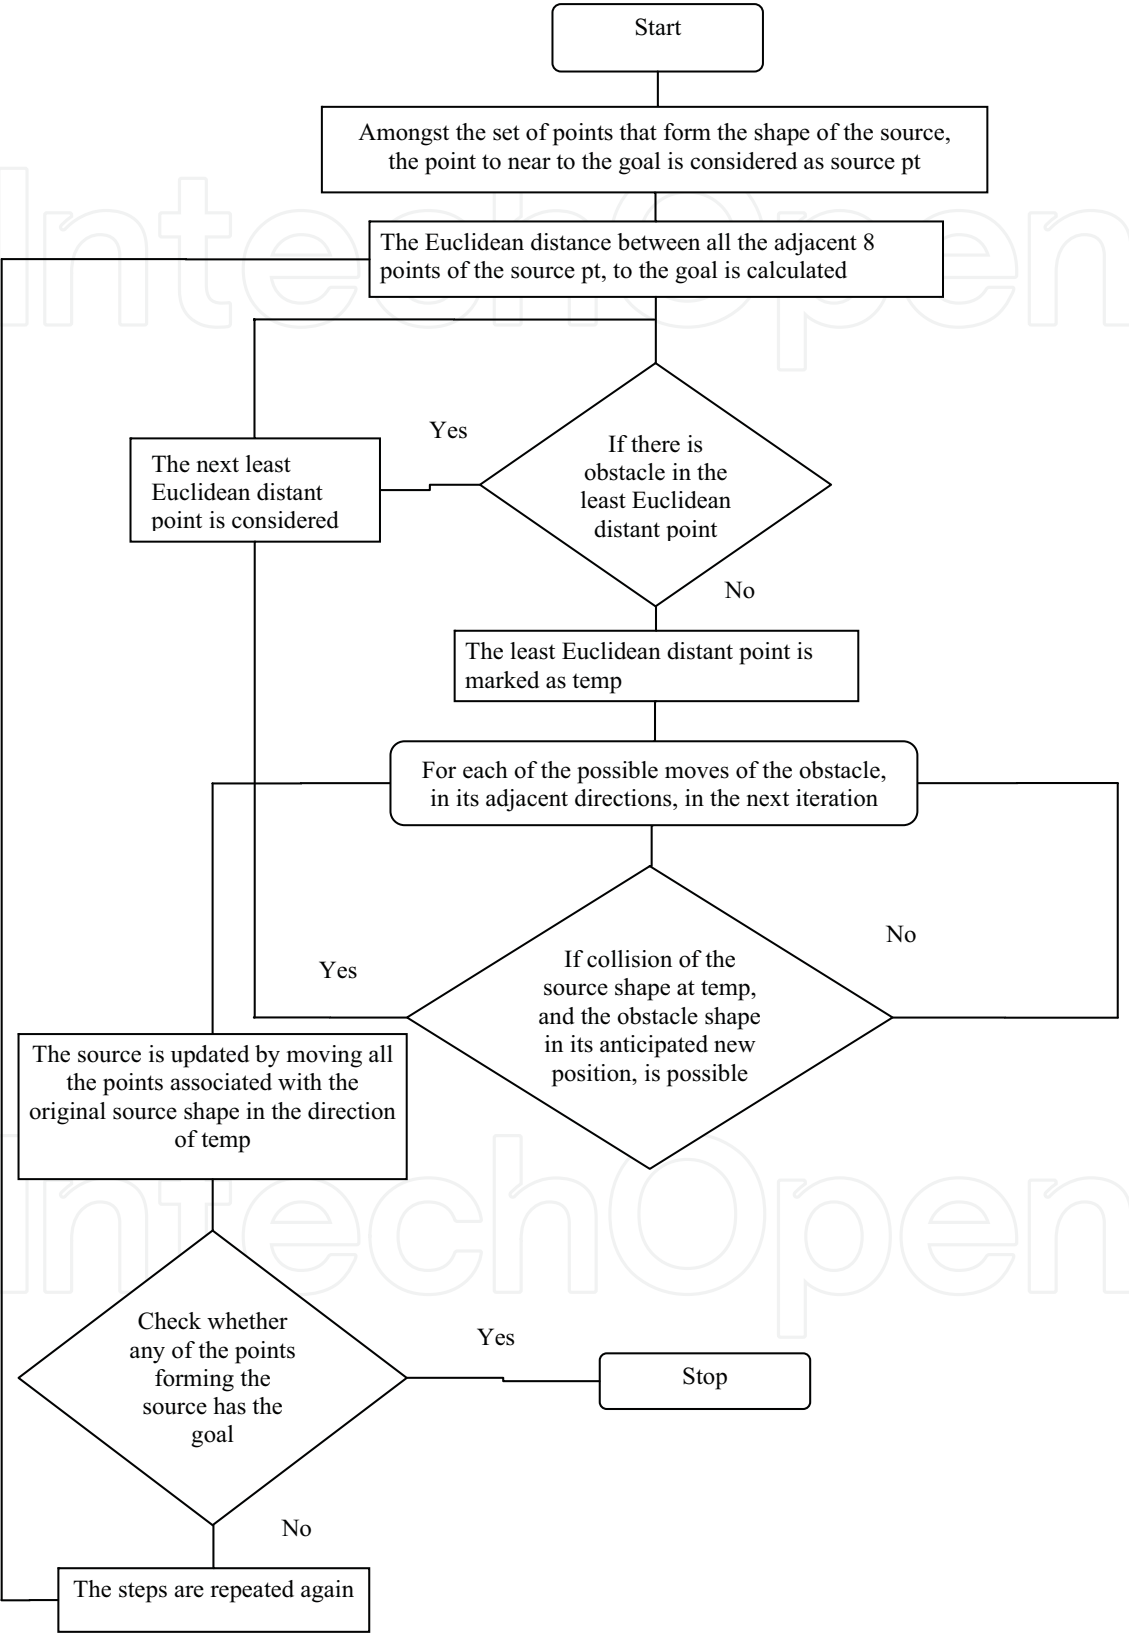 Start
Amongst the set of points that form the shape of the source,
the point to near to the goal is considered as source pt
The Euclidean distance between all the adjacent 8
points of the source pt, to the goal is calculated
Yes
If there is
obstacle in the
least Euclidean
distant point
The next least
Euclidean distant
point is considered
No
The least Euclidean distant point is
marked as temp
For each of the possible moves of the obstacle,
in its adjacent directions, in the next iteration
No
Yes
If collision of the
source shape at temp,
and the obstacle shape
in its anticipated new
position, is possible
The source is updated by moving all
the points associated with the
original source shape in the direction
of temp
Check whether
any of the points
forming the
source has the
goal
Yes
Stop
No
The steps are repeated again
IntechOpen
IntechOpen